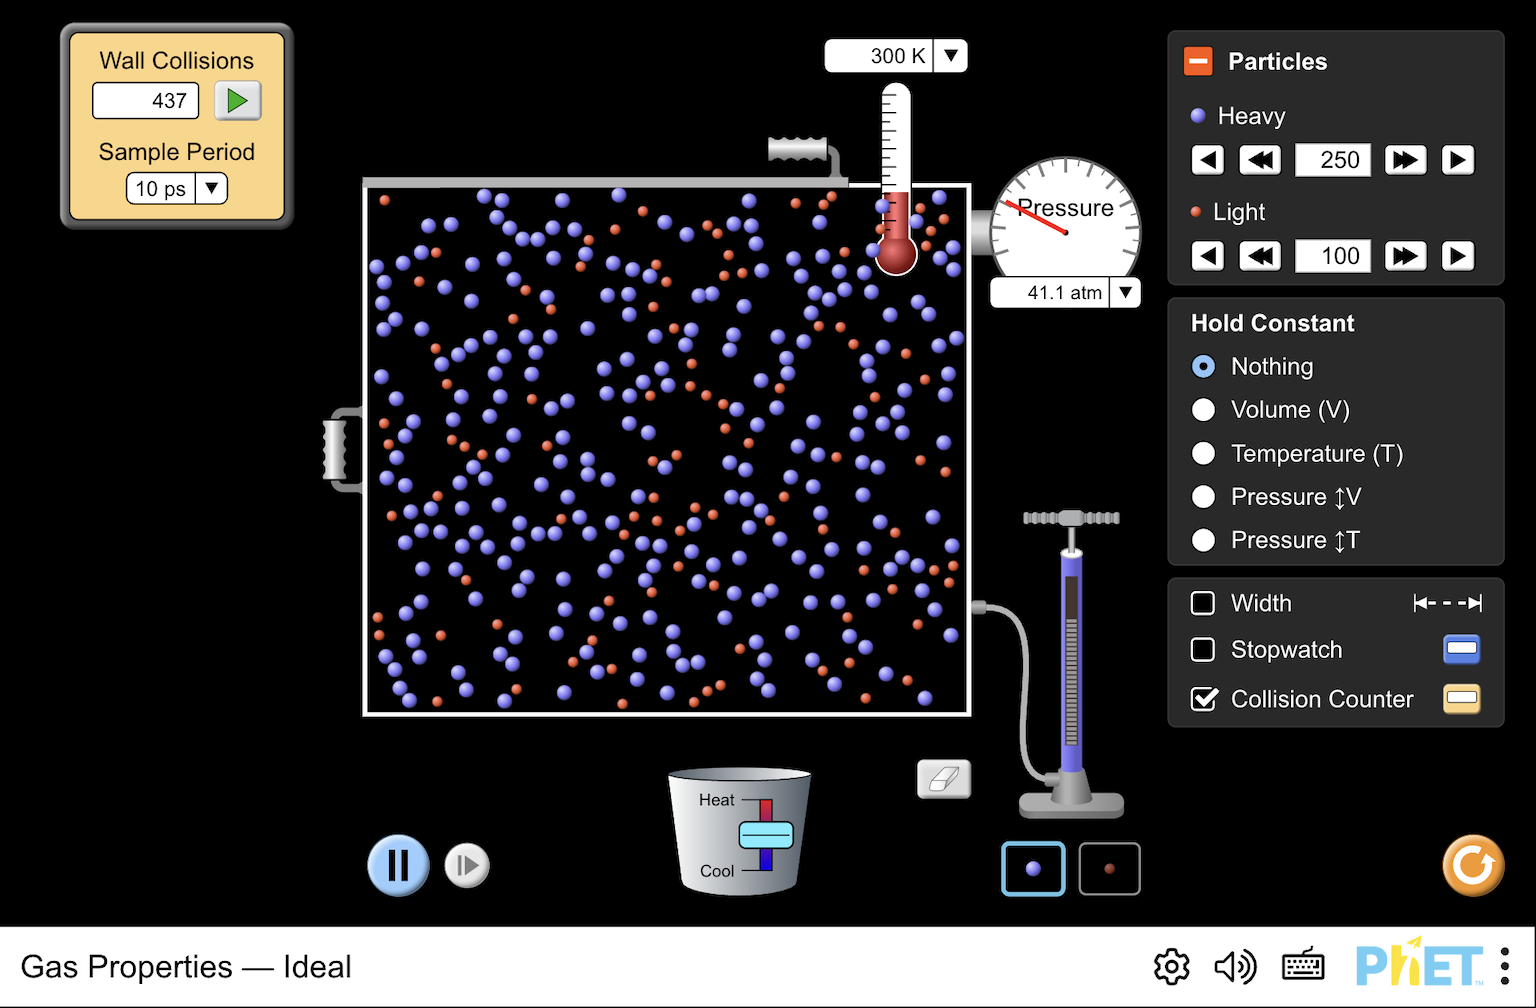 Wall Collisions
437
Sample Period
10 ps
300 K
Pressure
41.1 atm
Particles
Heavy
250
Light
100
Hold Constant
Nothing
Volume (V)
Temperature (T)
Pressure ↕V
Pressure ↕T
Width
Stopwatch
Collision Counter
Heat
Cool
Gas Properties — Ideal
PhET™